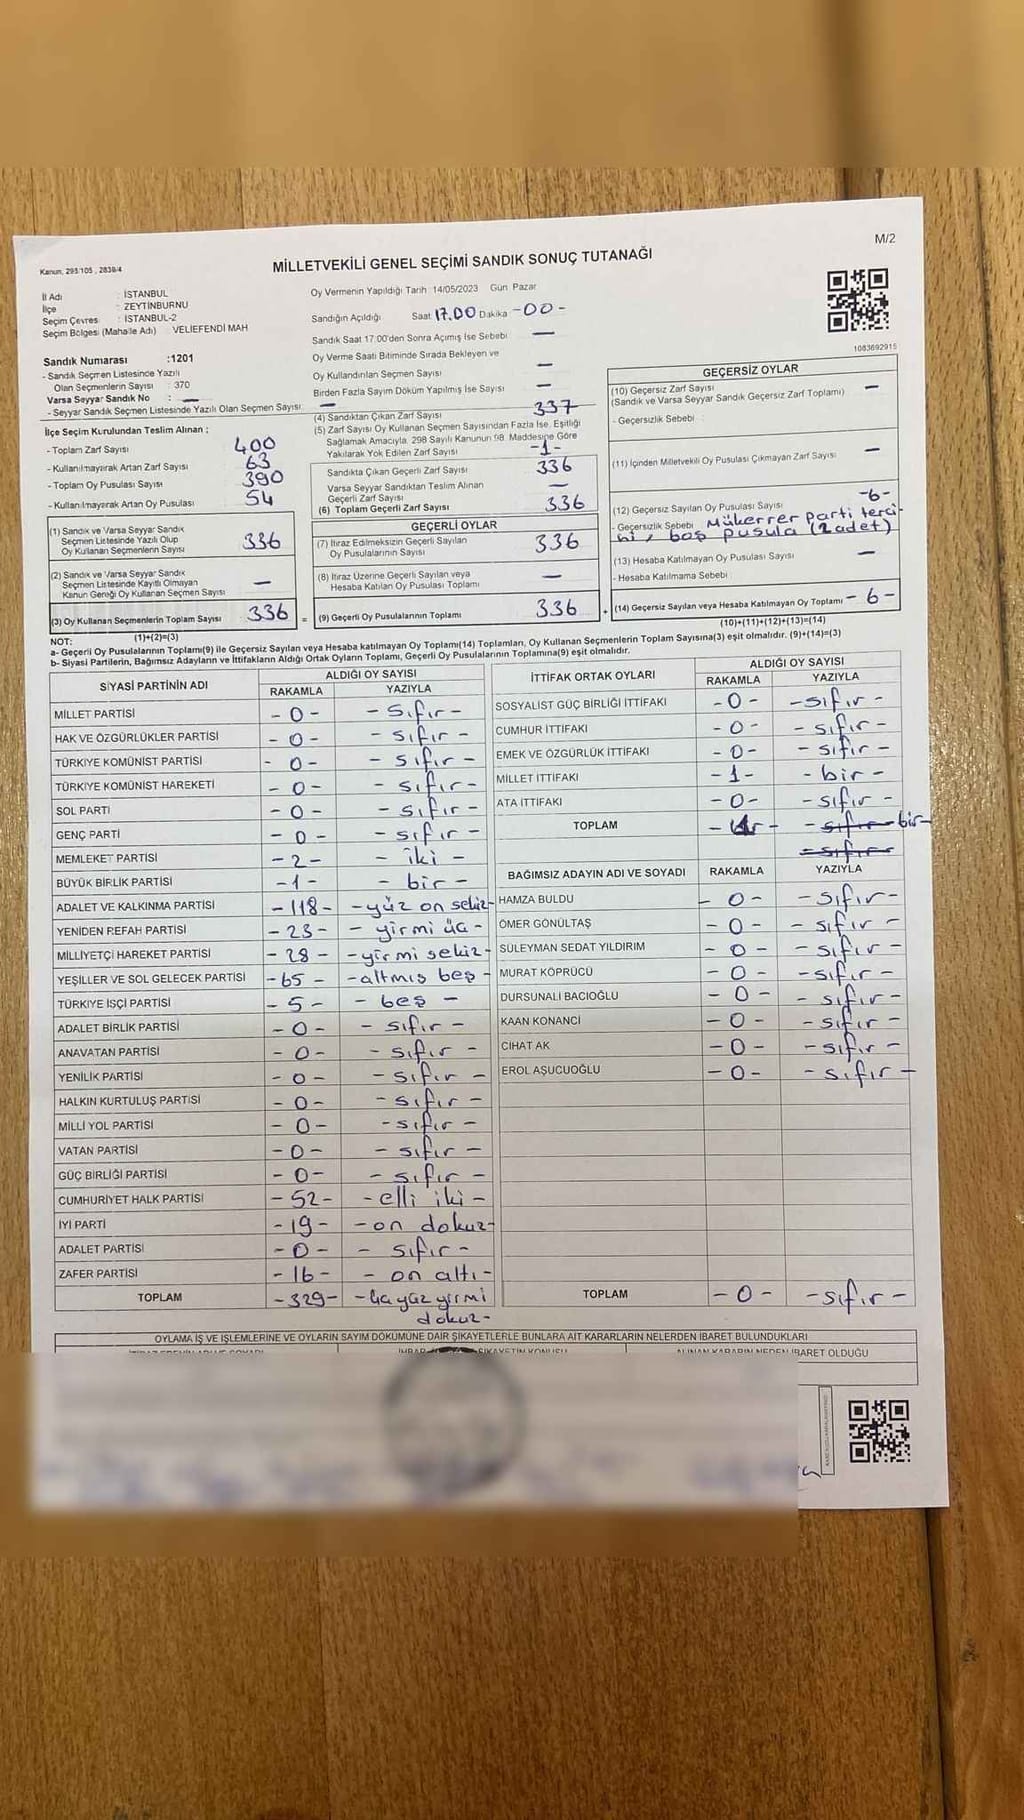 M/2
Kanun, 293/105 , 2839/4
MİLLETVEKİLİ GENEL SEÇİMİ SANDIK SONUÇ TUTANAĞI
İl Adı : İSTANBUL
İlçe : ZEYTİNBURNU
Seçim Çevresi : İSTANBUL-2
Seçim Bölgesi (Mahalle Adı) VELİEFENDİ MAH
Sandık Numarası :1201
- Sandık Seçmen Listesinde Yazılı
Olan Seçmenlerin Sayısı : 370
Varsa Seyyar Sandık No : —
- Seyyar Sandık Seçmen Listesinde Yazılı Olan Seçmen Sayısı: —
Oy Vermenin Yapıldığı Tarih :14/05/2023 Gün Pazar
Sandığın Açıldığı Saat 17.00 Dakika -00-
Sandık Saat 17:00'den Sonra Açımış İse Sebebi —
Oy Verme Saati Bitiminde Sırada Bekleyen ve
Oy Kullandırılan Seçmen Sayısı —
Birden Fazla Sayım Döküm Yapılmış İse Sayısı —
1083692915
İlçe Seçim Kurulundan Teslim Alınan ;
- Toplam Zarf Sayısı 400
- Kullanılmayarak Artan Zarf Sayısı 63
- Toplam Oy Pusulası Sayısı 390
- Kullanılmayarak Artan Oy Pusulası 54
(1) Sandık ve Varsa Seyyar Sandık
Seçmen Listesinde Yazılı Olup
Oy Kullanan Seçmenlerin Sayısı 336
(2) Sandık ve Varsa Seyyar Sandık
Seçmen Listesinde Kayıtlı Olmayan
Kanun Gereği Oy Kullanan Seçmen Sayısı —
(3) Oy Kullanan Seçmenlerin Toplam Sayısı 336 =
(1)+(2)=(3)
(4) Sandıktan Çıkan Zarf Sayısı 337
(5) Zarf Sayısı Oy Kullanan Seçmen Sayısından Fazla İse, Eşitliği
Sağlamak Amacıyla, 298 Sayılı Kanunun 98. Maddesine Göre
Yakılarak Yok Edilen Zarf Sayısı -1-
Sandıkta Çıkan Geçerli Zarf Sayısı 336
Varsa Seyyar Sandıktan Teslim Alınan
Geçerli Zarf Sayısı —
(6) Toplam Geçerli Zarf Sayısı 336
GEÇERLİ OYLAR
(7) İtiraz Edilmeksizin Geçerli Sayılan
Oy Pusulalarının Sayısı 336
(8) İtiraz Üzerine Geçerli Sayılan veya
Hesaba Katılan Oy Pusulası Toplamı —
(9) Geçerli Oy Pusulalarının Toplamı 336 +
GEÇERSİZ OYLAR
(10) Geçersiz Zarf Sayısı —
(Sandık ve Varsa Seyyar Sandık Geçersiz Zarf Toplamı)
- Geçersizlik Sebebi :
(11) İçinden Milletvekili Oy Pusulası Çıkmayan Zarf Sayısı —
(12) Geçersiz Sayılan Oy Pusulası Sayısı -6-
- Geçersizlik Sebebi Mükerrer parti terci-
hi, boş pusula (2 adet)
(13) Hesaba Katılmayan Oy Pusulası Sayısı —
- Hesaba Katılmama Sebebi
(14) Geçersiz Sayılan veya Hesaba Katılmayan Oy Toplamı -6-
(10)+(11)+(12)+(13)=(14)
NOT:
a- Geçerli Oy Pusulalarının Toplamı(9) ile Geçersiz Sayılan veya Hesaba katılmayan Oy Toplamı(14) Toplamları, Oy Kullanan Seçmenlerin Toplam Sayısına(3) eşit olmalıdır. (9)+(14)=(3)
b- Siyasi Partilerin, Bağımsız Adayların ve İttifakların Aldığı Ortak Oyların Toplamı, Geçerli Oy Pusulalarının Toplamına(9) eşit olmalıdır.
SİYASİ PARTİNİN ADI ALDIĞI OY SAYISI
RAKAMLA YAZIYLA
MİLLET PARTİSİ -0- -sıfır-
HAK VE ÖZGÜRLÜKLER PARTİSİ -0- -sıfır-
TÜRKİYE KOMÜNİST PARTİSİ -0- -sıfır-
TÜRKİYE KOMÜNİST HAREKETİ -0- -sıfır-
SOL PARTİ -0- -sıfır-
GENÇ PARTİ -0- -sıfır-
MEMLEKET PARTİSİ -2- -iki-
BÜYÜK BİRLİK PARTİSİ -1- -bir-
ADALET VE KALKINMA PARTİSİ -118- -yüz on sekiz-
YENİDEN REFAH PARTİSİ -23- -yirmi üç-
MİLLİYETÇİ HAREKET PARTİSİ -28- -yirmi sekiz-
YEŞİLLER VE SOL GELECEK PARTİSİ -65- -altmış beş-
TÜRKİYE İŞÇİ PARTİSİ -5- -beş-
ADALET BİRLİK PARTİSİ -0- -sıfır-
ANAVATAN PARTİSİ -0- -sıfır-
YENİLİK PARTİSİ -0- -sıfır-
HALKIN KURTULUŞ PARTİSİ -0- -sıfır-
MİLLİ YOL PARTİSİ -0- -sıfır-
VATAN PARTİSİ -0- -sıfır-
GÜÇ BİRLİĞİ PARTİSİ -0- -sıfır-
CUMHURİYET HALK PARTİSİ -52- -elli iki-
İYİ PARTİ -19- -on dokuz-
ADALET PARTİSİ -0- -sıfır-
ZAFER PARTİSİ -16- -on altı-
TOPLAM -329- -üç yüz yirmi
dokuz-
İTTİFAK ORTAK OYLARI ALDIĞI OY SAYISI
RAKAMLA YAZIYLA
SOSYALİST GÜÇ BİRLİĞİ İTTİFAKI -0- -sıfır-
CUMHUR İTTİFAKI -0- -sıfır-
EMEK VE ÖZGÜRLÜK İTTİFAKI -0- -sıfır-
MİLLET İTTİFAKI -1- -bir-
ATA İTTİFAKI -0- -sıfır-
TOPLAM -sıfır- bir-
-sıfır-
BAĞIMSIZ ADAYIN ADI VE SOYADI RAKAMLA YAZIYLA
HAMZA BULDU -0- -sıfır-
ÖMER GÖNÜLTAŞ -0- -sıfır-
SÜLEYMAN SEDAT YILDIRIM -0- -sıfır-
MURAT KÖPRÜCÜ -0- -sıfır-
DURSUNALİ BACIOĞLU -0- -sıfır-
KAAN KONANCİ -0- -sıfır-
CİHAT AK -0- -sıfır-
EROL AŞUCUOĞLU -0- -sıfır-
TOPLAM -0- -sıfır-
OYLAMA İŞ VE İŞLEMLERİNE VE OYLARIN SAYIM DÖKÜMÜNE DAİR ŞİKAYETLERLE BUNLARA AİT KARARLARIN NELERDEN İBARET BULUNDUKLARI
ALINAN KARARIN NEDEN İBARET OLDUĞU